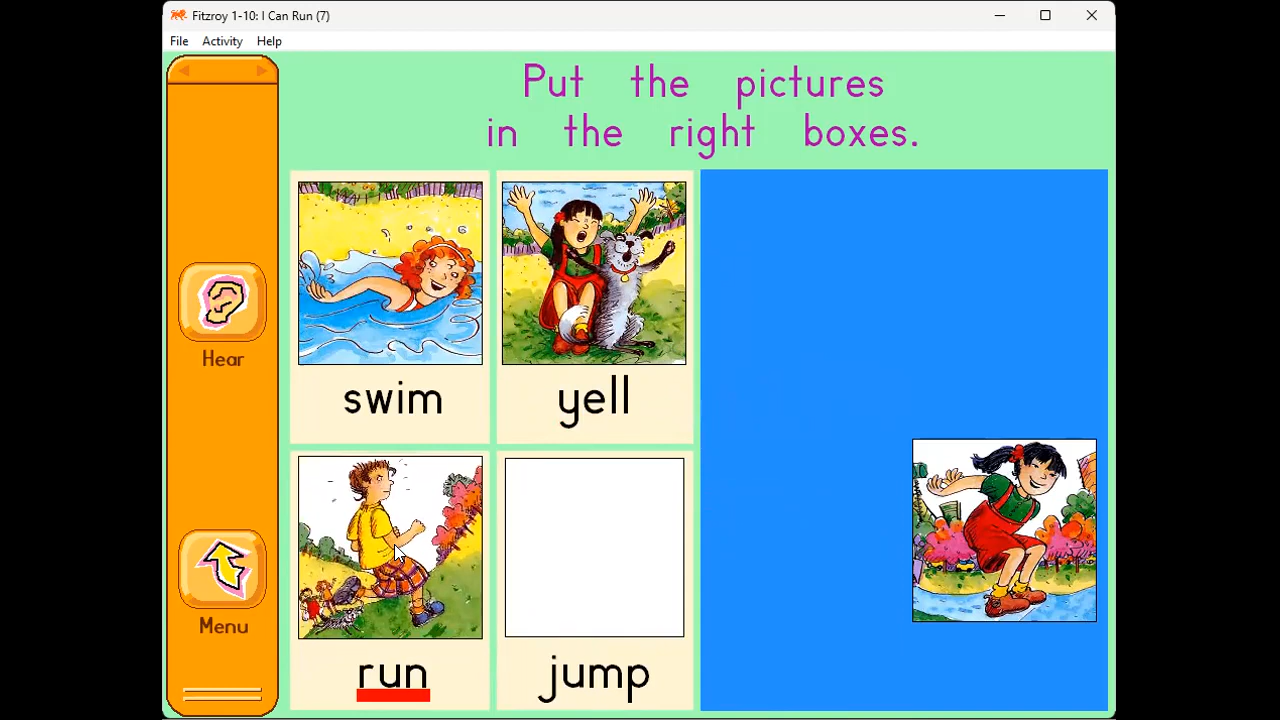 Fitzroy 1-10: I Can Run (7)
File Activity Help
Put the pictures
in the right boxes.
Hear
swim yell
Menu
run jump